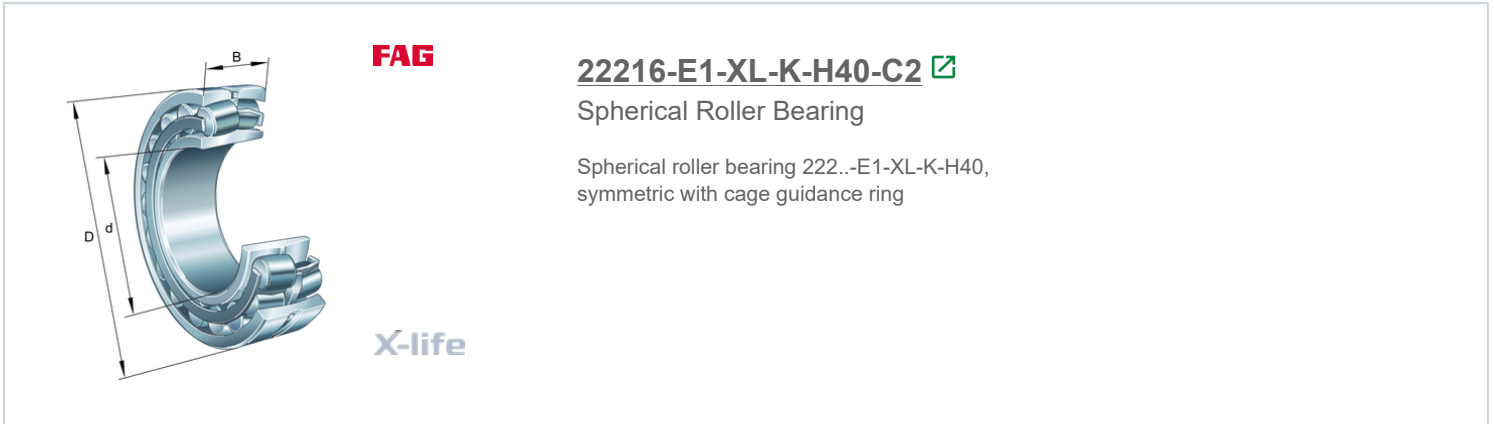 B
FAG
22216-E1-XL-K-H40-C2
Spherical Roller Bearing
D
d
Spherical roller bearing 222..-E1-XL-K-H40,
symmetric with cage guidance ring
X-life